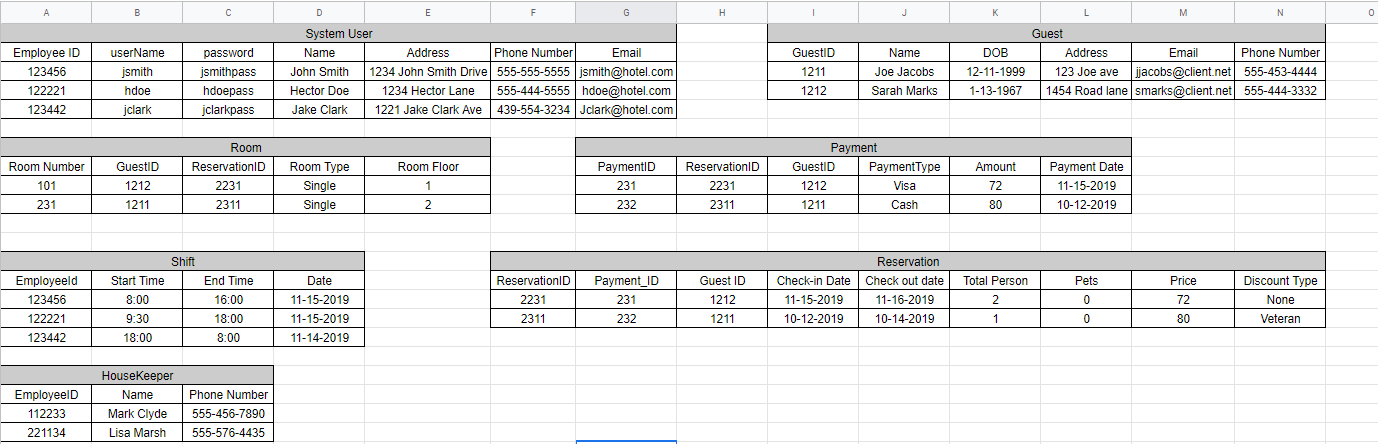 A B C D E F G H I J K L M N O
System User Guest
Employee ID userName password Name Address Phone Number Email GuestID Name DOB Address Email Phone Number
123456 jsmith jsmithpass John Smith 1234 John Smith Drive 555-555-5555 jsmith@hotel.com 1211 Joe Jacobs 12-11-1999 123 Joe ave jjacobs@client.net 555-453-4444
122221 hdoe hdoepass Hector Doe 1234 Hector Lane 555-444-5555 hdoe@hotel.com 1212 Sarah Marks 1-13-1967 1454 Road lane smarks@client.net 555-444-3332
123442 jclark jclarkpass Jake Clark 1221 Jake Clark Ave 439-554-3234 Jclark@hotel.com
Room Payment
Room Number GuestID ReservationID Room Type Room Floor PaymentID ReservationID GuestID PaymentType Amount Payment Date
101 1212 2231 Single 1 231 2231 1212 Visa 72 11-15-2019
231 1211 2311 Single 2 232 2311 1211 Cash 80 10-12-2019
Shift Reservation
EmployeeId Start Time End Time Date ReservationID Payment_ID Guest ID Check-in Date Check out date Total Person Pets Price Discount Type
123456 8:00 16:00 11-15-2019 2231 231 1212 11-15-2019 11-16-2019 2 0 72 None
122221 9:30 18:00 11-15-2019 2311 232 1211 10-12-2019 10-14-2019 1 0 80 Veteran
123442 18:00 8:00 11-14-2019
HouseKeeper
EmployeeID Name Phone Number
112233 Mark Clyde 555-456-7890
221134 Lisa Marsh 555-576-4435